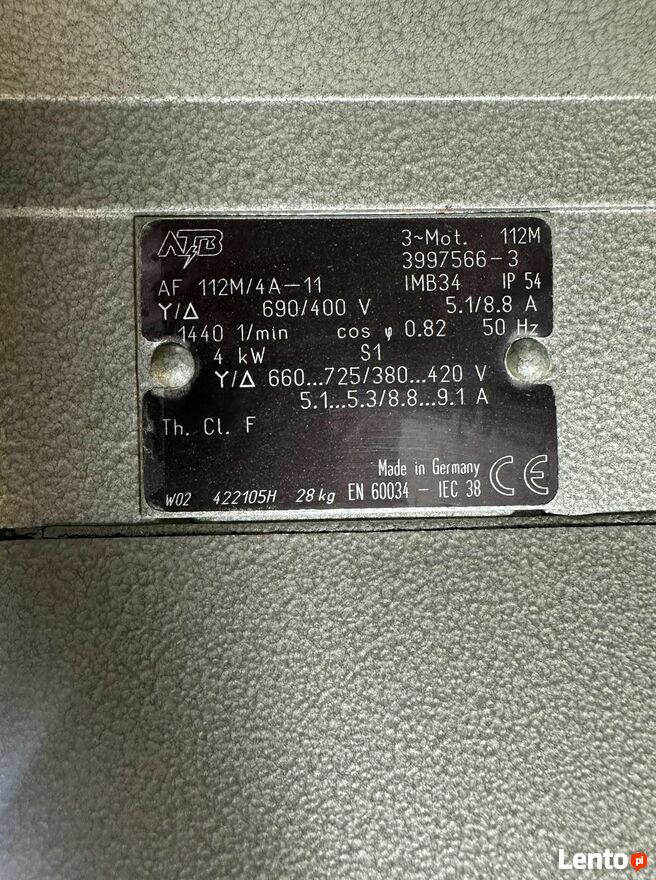 ATB
3~Mot. 112M
3997566-3
AF 112M/4A-11 IMB34 IP 54
Y/Δ 690/400 V 5.1/8.8 A
1440 1/min cos φ 0.82 50 Hz
4 kW S1
Y/Δ 660...725/380...420 V
5.1...5.3/8.8...9.1 A
Th. Cl. F
Made in Germany
W02 422105H 28 kg EN 60034 - IEC 38 CE
Lento.pl